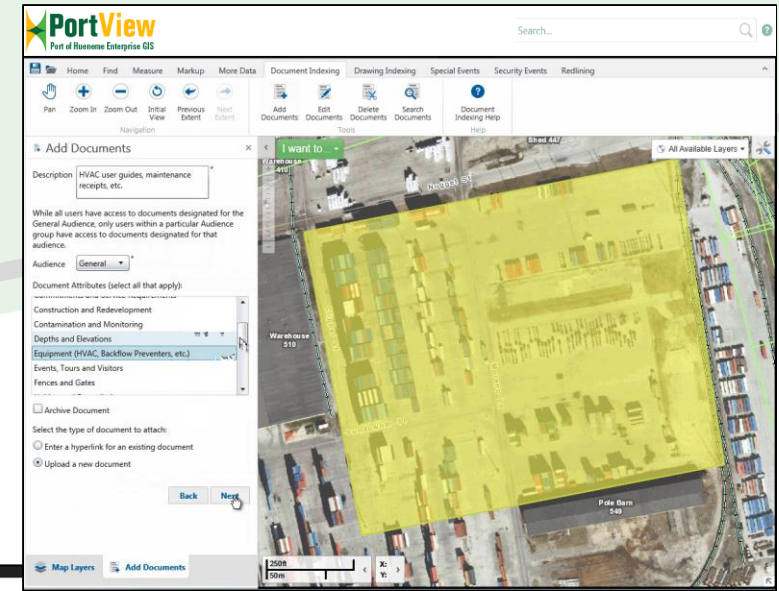 PortView
Port of Hueneme Enterprise GIS
Search...
Home Find Measure Markup More Data Document Indexing Drawing Indexing Special Events Security Events Redlining
Pan Zoom In Zoom Out Initial View Previous Extent Next Extent Add Documents Edit Documents Delete Documents Search Documents Document Indexing Help
Navigation Tools Help
Add Documents
I want to...
All Available Layers
Description
HVAC user guides, maintenance
receipts, etc.
*
While all users have access to documents designated for the
General Audience, only users within a particular Audience
group have access to documents designated for that
audience.
Audience General *
Document Attributes (select all that apply):
Construction and Redevelopment
Contamination and Monitoring
Depths and Elevations
Equipment (HVAC, Backflow Preventers, etc.)
Events, Tours and Visitors
Fences and Gates
Archive Document
Select the type of document to attach:
Enter a hyperlink for an existing document
Upload a new document
Back Next
Map Layers Add Documents
Shed 447
Warehouse
410
Warehouse
510
Pole Barn
549
250ft
50m
X:
Y: